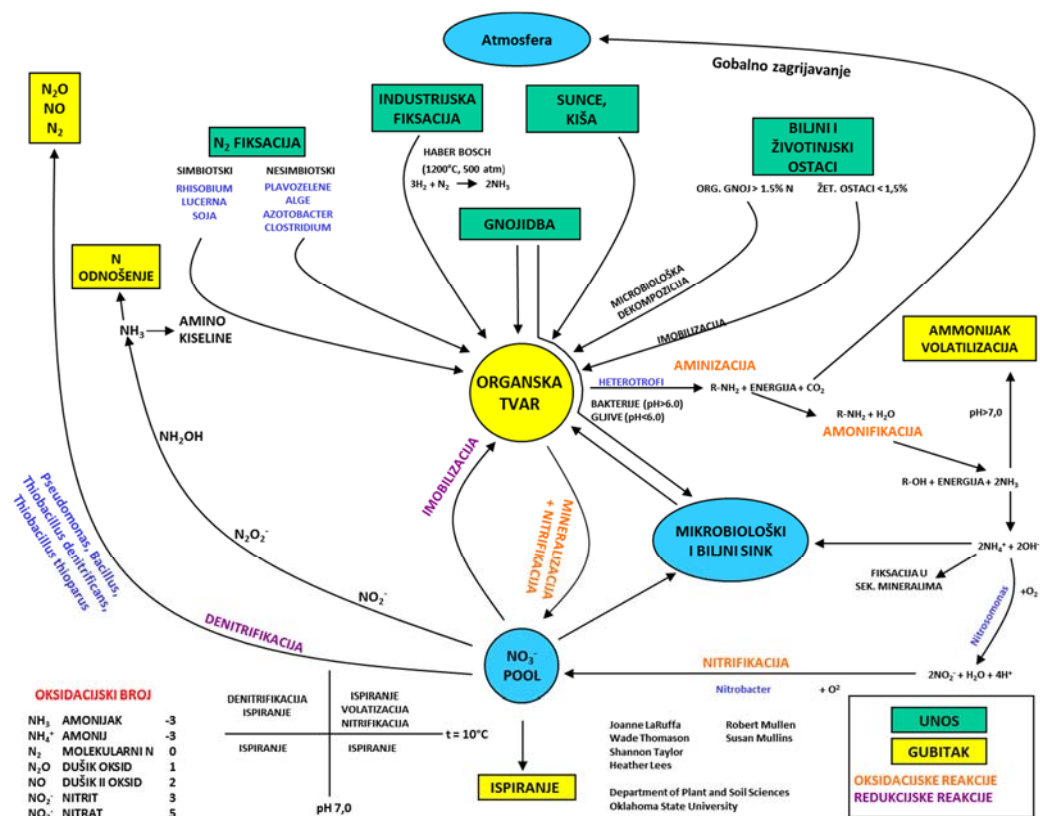 Atmosfera
Gobalno zagrijavanje
N₂O
NO
N₂
N₂ FIKSACIJA
SIMBIOTSKI
RHISOBIUM
LUCERNA
SOJA
NESIMBIOTSKI
PLAVOZELENE
ALGE
AZOTOBACTER
CLOSTRIDIUM
INDUSTRIJSKA
FIKSACIJA
HABER BOSCH
(1200°C, 500 atm)
3H₂ + N₂ → 2NH₃
SUNCE,
KIŠA
BILJNI I
ŽIVOTINJSKI
OSTACI
ORG. GNOJ > 1.5% N
ŽET. OSTACI < 1,5%
GNOJIDBA
N
ODNOŠENJE
NH₃
AMINO
KISELINE
MICROBIOLOŠKA
DEKOMPOZICIJA
IMOBILIZACIJA
AMMONIJAK
VOLATILIZACIJA
ORGANSKA
TVAR
AMINIZACIJA
HETEROTROFI
R-NH₂ + ENERGIJA + CO₂
BAKTERIJE (pH>6.0)
GLJIVE (pH<6.0)
R-NH₂ + H₂O
AMONIFIKACIJA
pH>7,0
R-OH + ENERGIJA + 2NH₃
NH₂OH
N₂O₂⁻
NO₂⁻
Pseudomonas, Bacillus,
Thiobacillus denitrificans,
Thiobacillus thioparus
DENITRIFIKACIJA
IMOBILIZACIJA
MINERALIZACIJA
+ NITRIFIKACIJA
MIKROBIOLOŠKI
I BILJNI SINK
2NH₄⁺ + 2OH⁻
FIKSACIJA U
SEK. MINERALIMA
Nitrosomonas
+O₂
NO₃⁻
POOL
NITRIFIKACIJA
Nitrobacter
+ O²
2NO₂⁻ + H₂O + 4H⁺
OKSIDACIJSKI BROJ
NH₃ AMONIJAK -3
NH₄⁺ AMONIJ -3
N₂ MOLEKULARNI N 0
N₂O DUŠIK OKSID 1
NO DUŠIK II OKSID 2
NO₂⁻ NITRIT 3
NO₃⁻ NITRAT 5
DENITRIFIKACIJA
ISPIRANJE
ISPIRANJE
VOLATIZACIJA
NITRIFIKACIJA
t = 10°C
ISPIRANJE
ISPIRANJE
pH 7,0
ISPIRANJE
Joanne LaRuffa
Wade Thomason
Shannon Taylor
Heather Lees
Robert Mullen
Susan Mullins
Department of Plant and Soil Sciences
Oklahoma State University
UNOS
GUBITAK
OKSIDACIJSKE REAKCIJE
REDUKCIJSKE REAKCIJE